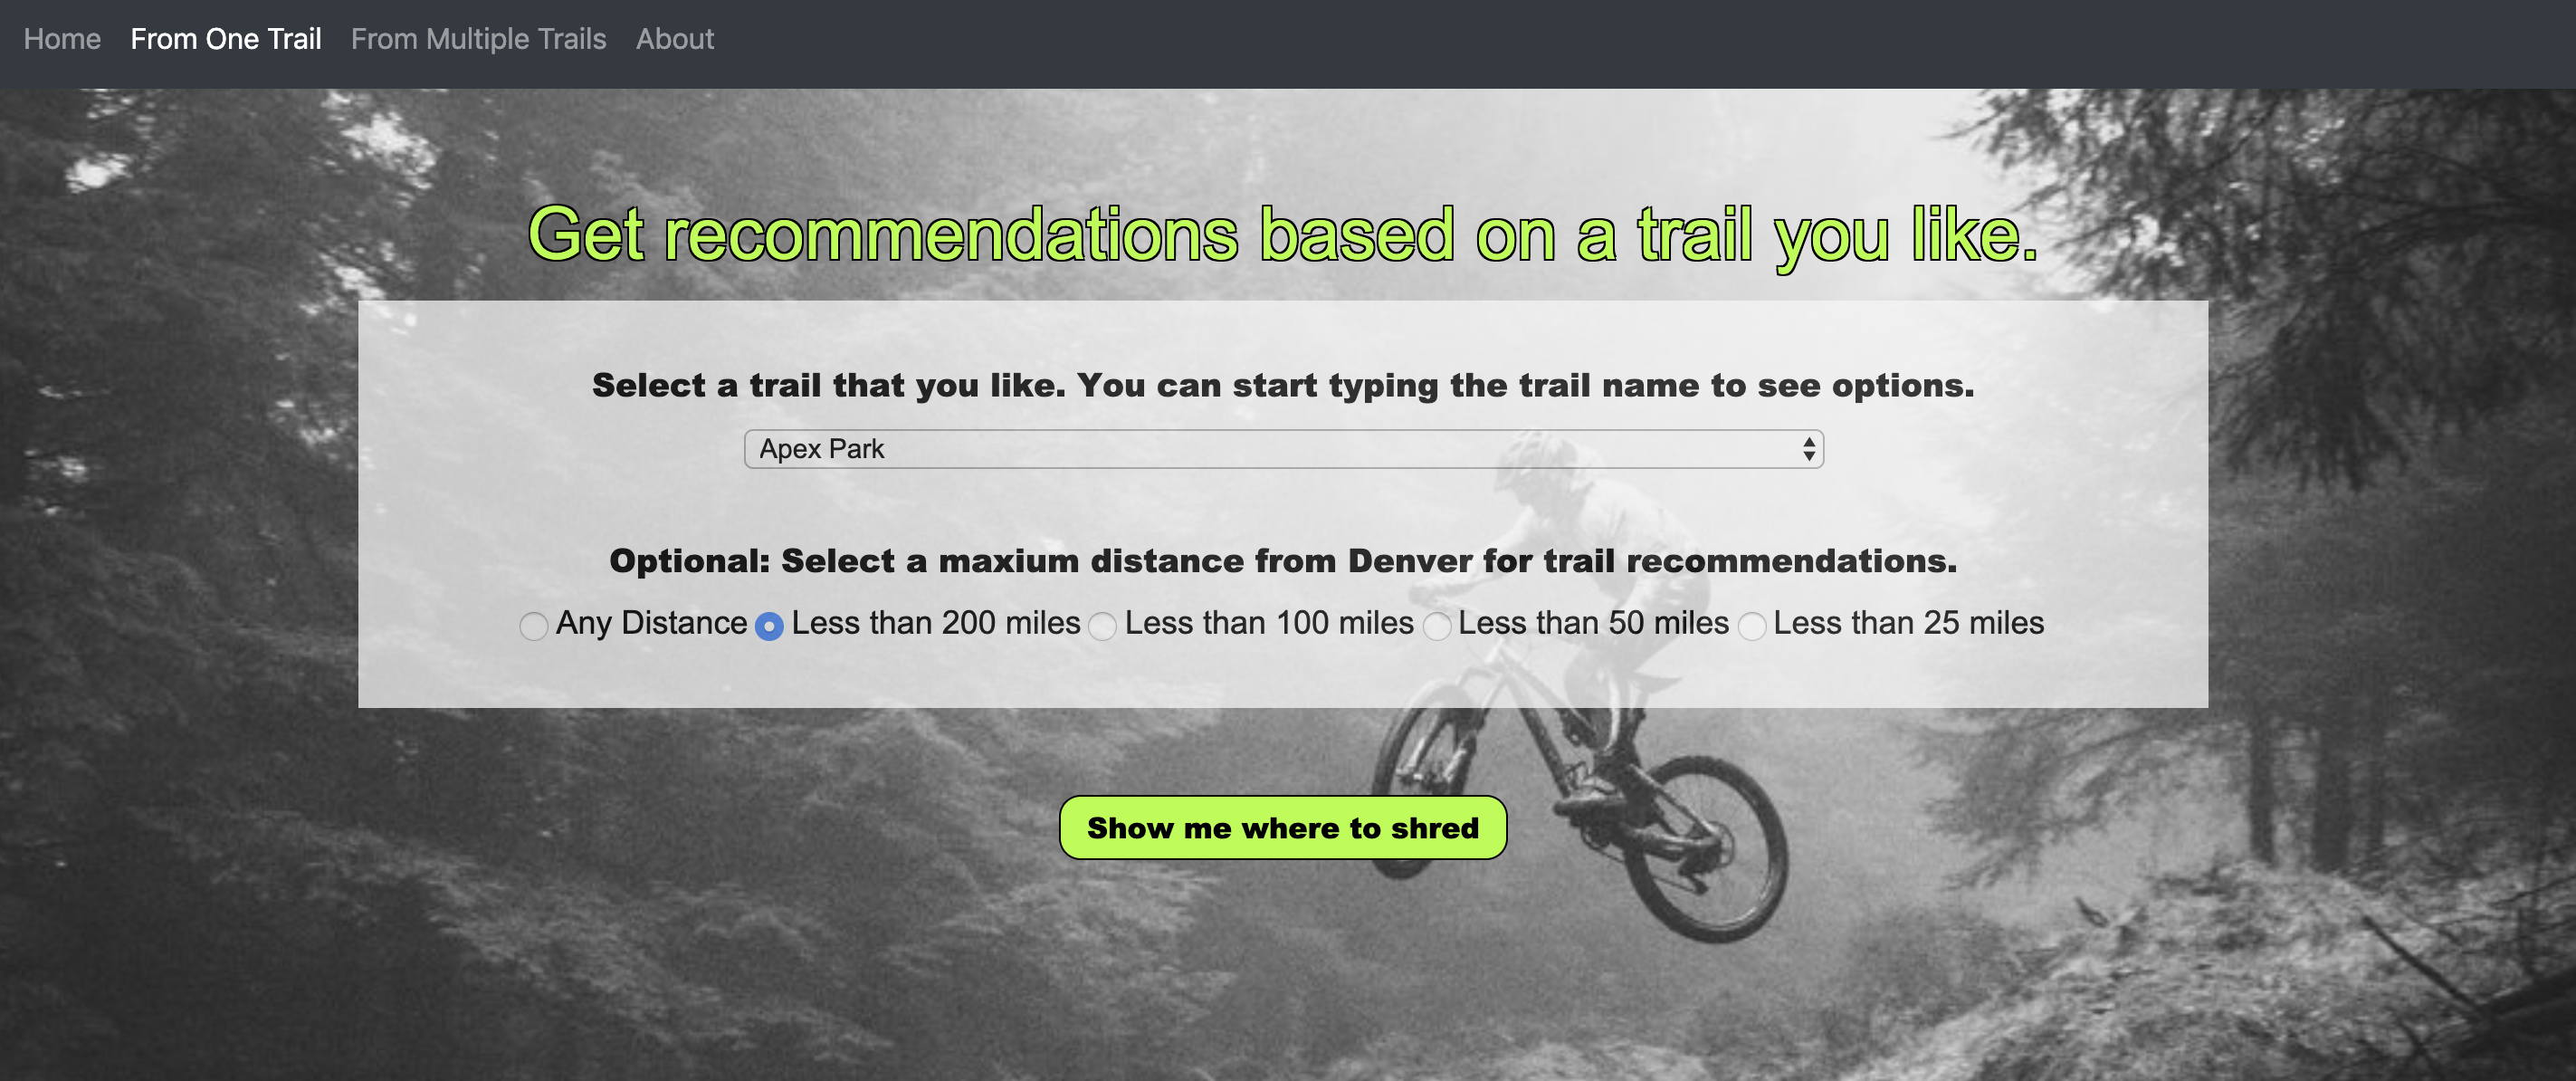 Home From One Trail From Multiple Trails About
Get recommendations based on a trail you like.
Select a trail that you like. You can start typing the trail name to see options.
Apex Park
Optional: Select a maxium distance from Denver for trail recommendations.
Any Distance Less than 200 miles Less than 100 miles Less than 50 miles Less than 25 miles
Show me where to shred